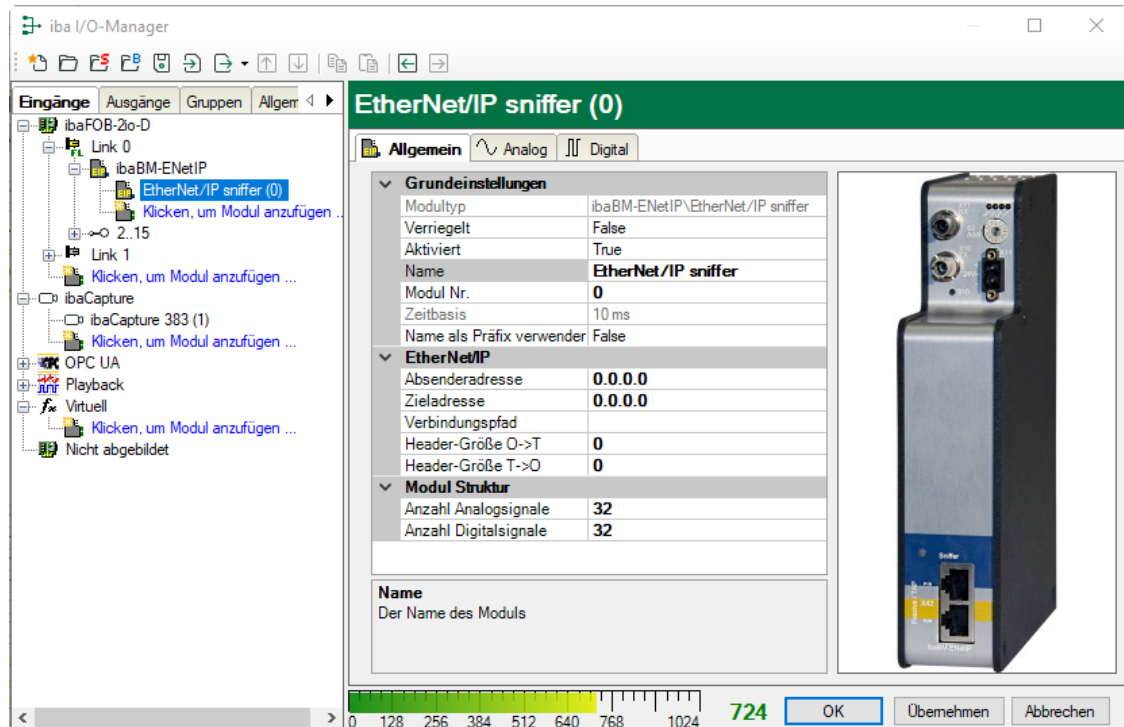 iba I/O-Manager
Eingänge Ausgänge Gruppen Allgem
ibaFOB-2io-D
Link 0
ibaBM-ENetIP
EtherNet/IP sniffer (0)
Klicken, um Modul anzufügen ..
2..15
Link 1
Klicken, um Modul anzufügen ...
ibaCapture
ibaCapture 383 (1)
Klicken, um Modul anzufügen ...
OPC UA
Playback
Virtuell
Klicken, um Modul anzufügen ...
Nicht abgebildet
EtherNet/IP sniffer (0)
Allgemein Analog Digital
Grundeinstellungen
Modultyp ibaBM-ENetIP\EtherNet/IP sniffer
Verriegelt False
Aktiviert True
Name EtherNet/IP sniffer
Modul Nr. 0
Zeitbasis 10 ms
Name als Präfix verwender False
EtherNet/IP
Absenderadresse 0.0.0.0
Zieladresse 0.0.0.0
Verbindungspfad
Header-Größe O->T 0
Header-Größe T->O 0
Modul Struktur
Anzahl Analogsignale 32
Anzahl Digitalsignale 32
Name
Der Name des Moduls
Sniffer
X42
0 128 256 384 512 640 768 1024
724
OK Übernehmen Abbrechen